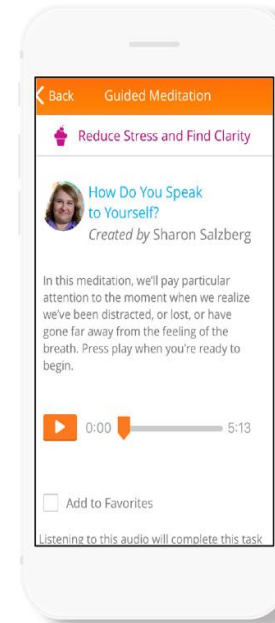 Back Guided Meditation
Reduce Stress and Find Clarity
How Do You Speak
to Yourself?
Created by Sharon Salzberg
In this meditation, we'll pay particular
attention to the moment when we realize
we've been distracted, or lost, or have
gone far away from the feeling of the
breath. Press play when you're ready to
begin.
0:00 5:13
Add to Favorites
Listening to this audio will complete this task